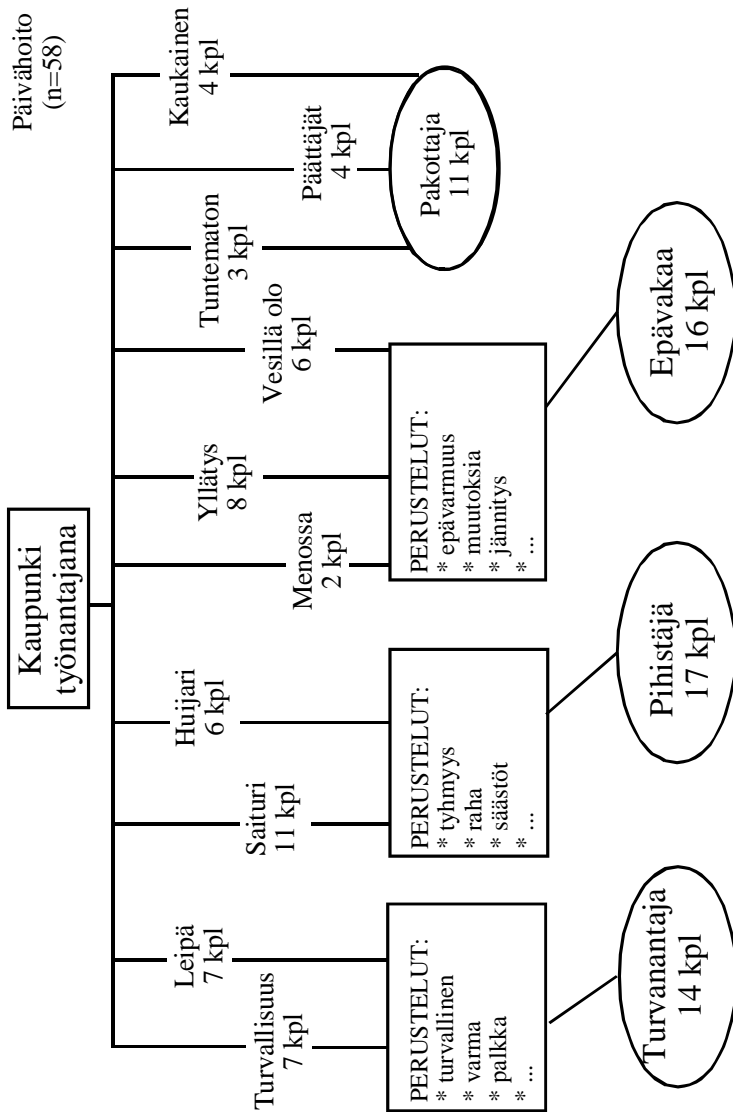 Päivähoito
(n=58)
Kaupunki
työnantajana
Turvallisuus
7 kpl
Leipä
7 kpl
Saituri
11 kpl
Huijari
6 kpl
Menossa
2 kpl
Yllätys
8 kpl
Vesillä olo
6 kpl
Tuntematon
3 kpl
Päättäjät
4 kpl
Kaukainen
4 kpl
PERUSTELUT:
* turvallinen
* varma
* palkka
* ...
PERUSTELUT:
* tyhmyys
* raha
* säästöt
* ...
PERUSTELUT:
* epävarmuus
* muutoksia
* jännitys
* ...
Pakottaja
11 kpl
Turvanantaja
14 kpl
Pihistäjä
17 kpl
Epävakaa
16 kpl